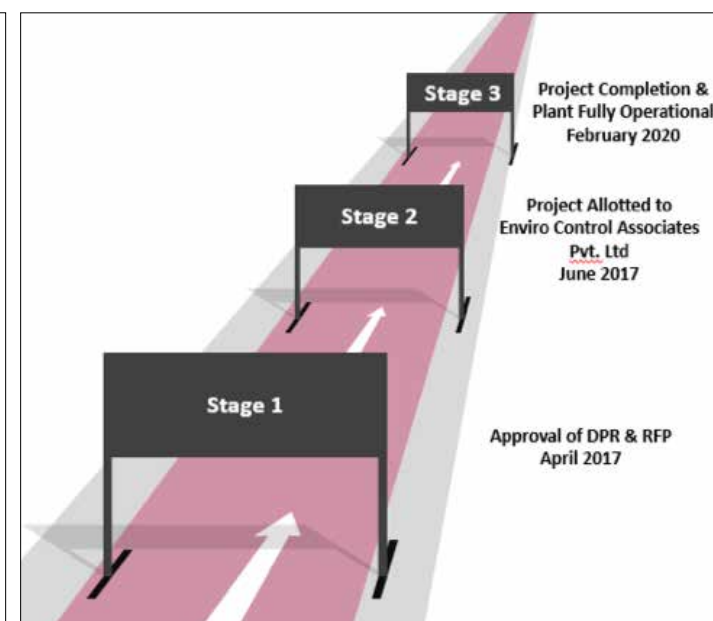 Stage 3
Project Completion &
Plant Fully Operational
February 2020
Stage 2
Project Allotted to
Enviro Control Associates
Pvt. Ltd
June 2017
Stage 1
Approval of DPR & RFP
April 2017